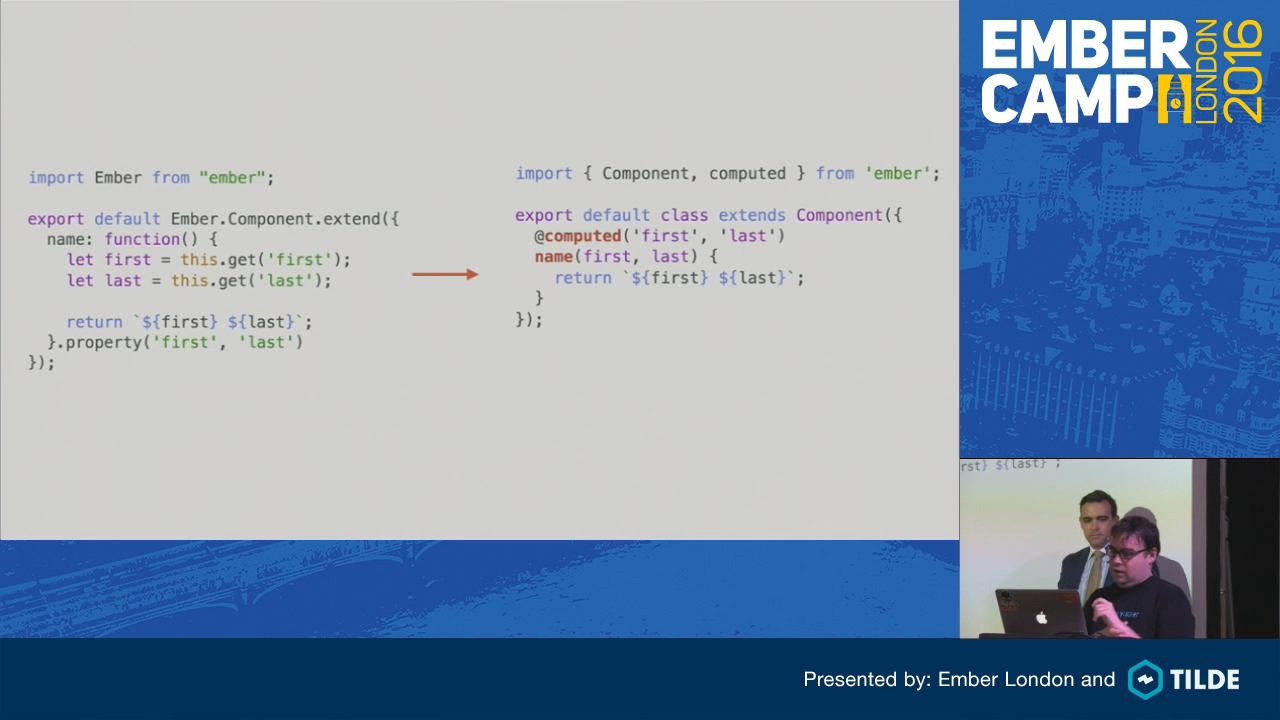 import Ember from "ember";
export default Ember.Component.extend({
name: function() {
let first = this.get('first');
let last = this.get('last');
return `${first} ${last}`;
}.property('first', 'last')
});
import { Component, computed } from 'ember';
export default class extends Component({
@computed('first', 'last')
name(first, last) {
return `${first} ${last}`;
}
});
EMBER
CAMP
LONDON
2016
rst} ${last}`;
Presented by: Ember London and TILDE